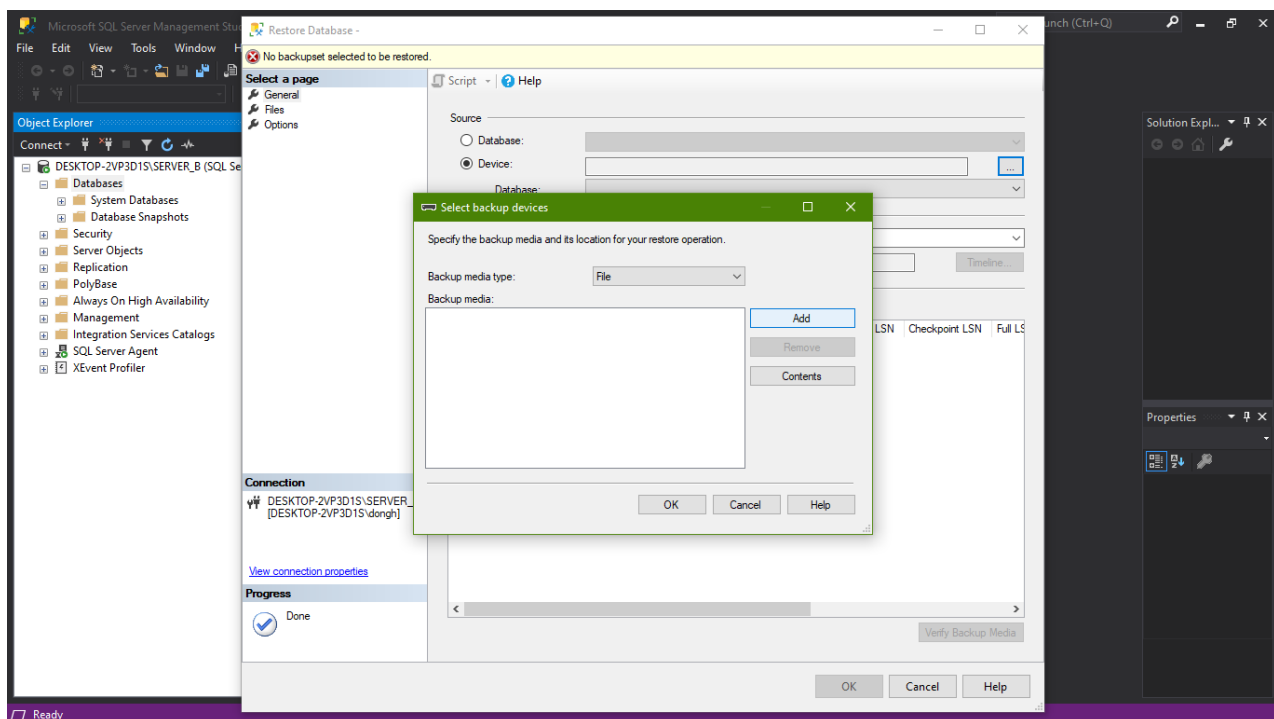 Microsoft SQL Server Management Stu
unch (Ctrl+Q)
File Edit View Tools Window H
Object Explorer
Connect
DESKTOP-2VP3D1S\SERVER_B (SQL Se
Databases
System Databases
Database Snapshots
Security
Server Objects
Replication
PolyBase
Always On High Availability
Management
Integration Services Catalogs
SQL Server Agent
XEvent Profiler
Restore Database -
No backupset selected to be restored.
Select a page
General
Files
Options
Connection
DESKTOP-2VP3D1S\SERVER_
[DESKTOP-2VP3D1S\dongh]
View connection properties
Progress
Done
Script Help
Source
Database:
Device:
...
Database:
Timeline...
LSN Checkpoint LSN Full LS
Verify Backup Media
OK Cancel Help
Select backup devices
Specify the backup media and its location for your restore operation.
Backup media type: File
Backup media:
Add
Remove
Contents
OK Cancel Help
Solution Expl...
Properties
Ready